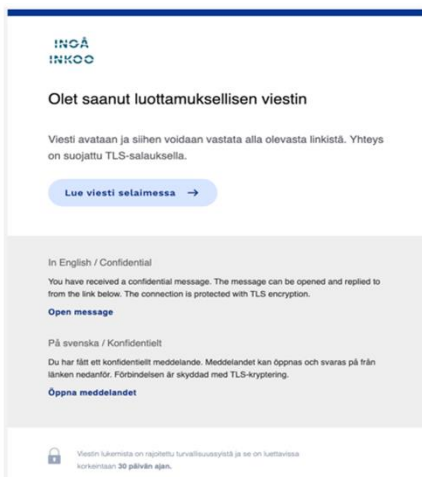 INGÅ
INKOO
Olet saanut luottamuksellisen viestin
Viesti avataan ja siihen voidaan vastata alla olevasta linkistä. Yhteys
on suojattu TLS-salauksella.
Lue viesti selaimessa →
In English / Confidential
You have received a confidential message. The message can be opened and replied to
from the link below. The connection is protected with TLS encryption.
Open message
På svenska / Konfidentielt
Du har fått ett konfidentiellt meddelande. Meddelandet kan öppnas och svaras på från
länken nedanför. Förbindelsen är skyddad med TLS-kryptering.
Öppna meddelandet
Viestin lukemista on rajoitettu turvallisuussyistä ja se on luettavissa
korkeintaan 30 päivän ajan.